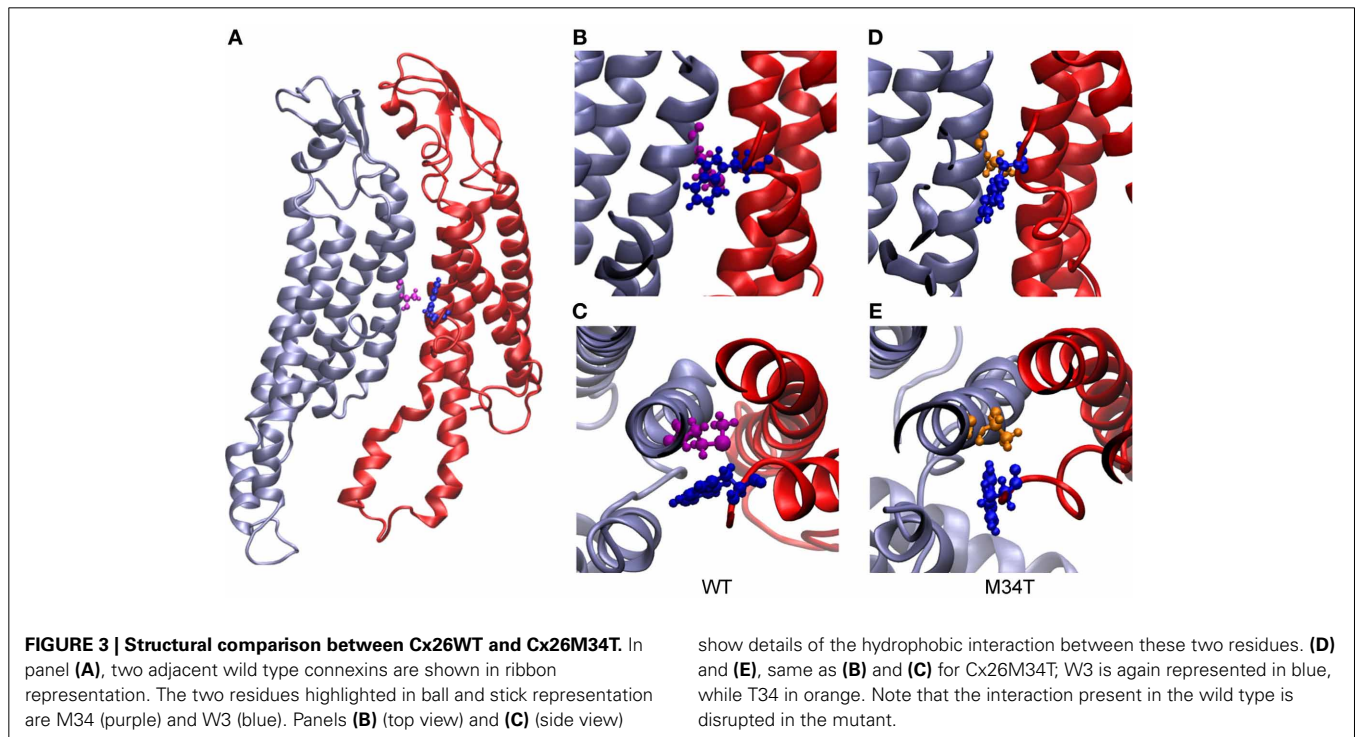 A
B
D
C
E
WT
M34T
FIGURE 3 | Structural comparison between Cx26WT and Cx26M34T. In
panel (A), two adjacent wild type connexins are shown in ribbon
representation. The two residues highlighted in ball and stick representation
are M34 (purple) and W3 (blue). Panels (B) (top view) and (C) (side view)
show details of the hydrophobic interaction between these two residues. (D)
and (E), same as (B) and (C) for Cx26M34T; W3 is again represented in blue,
while T34 in orange. Note that the interaction present in the wild type is
disrupted in the mutant.